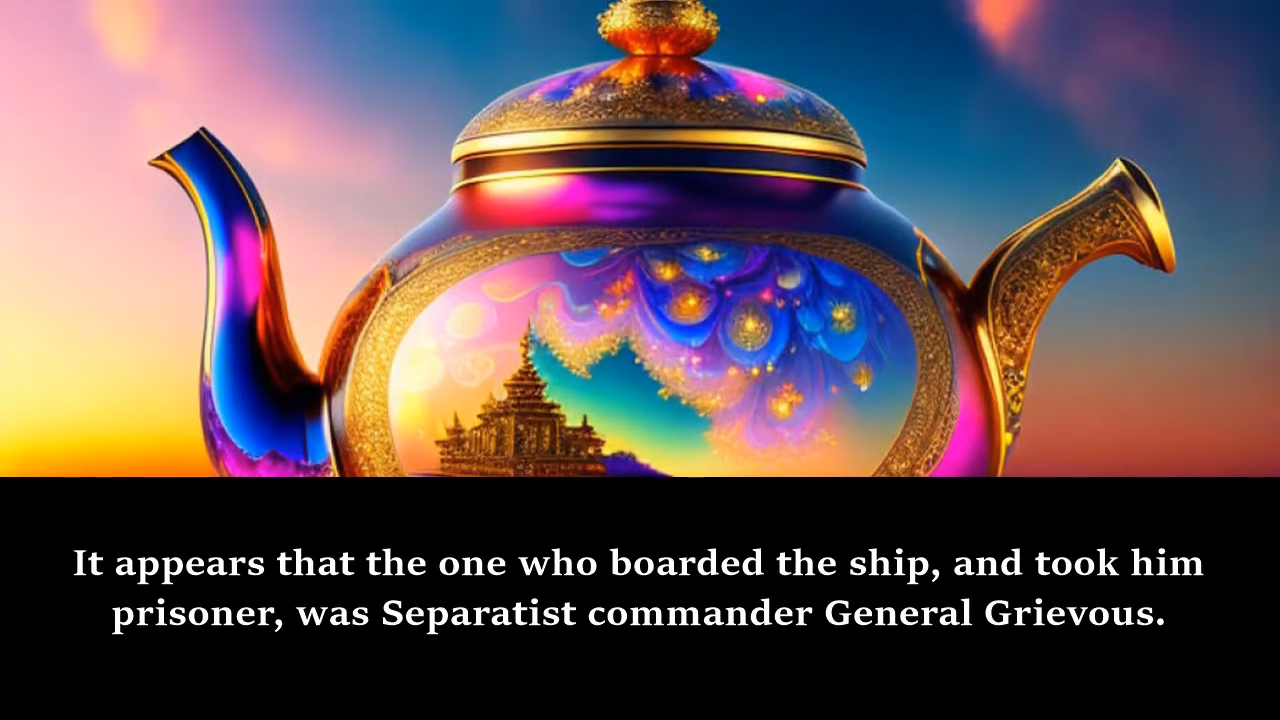 It appears that the one who boarded the ship, and took him
prisoner, was Separatist commander General Grievous.